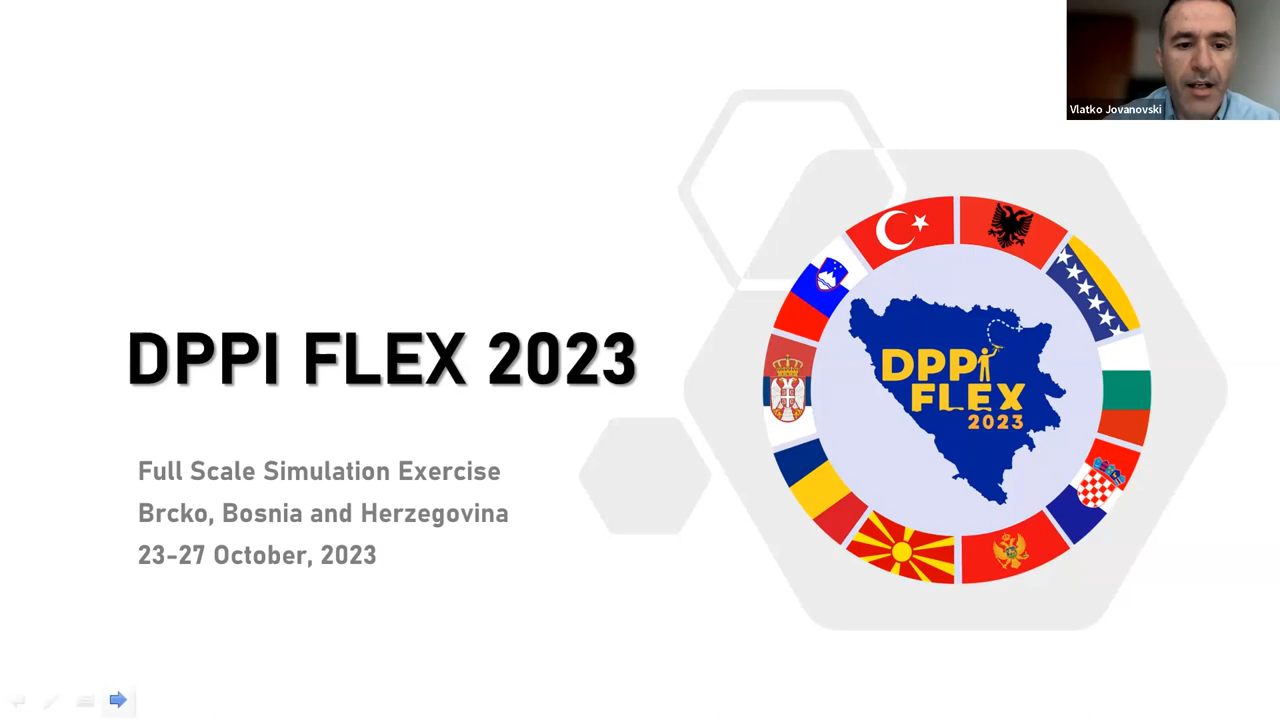 Vlatko Jovanovski
DPPI FLEX 2023
Full Scale Simulation Exercise
Brcko, Bosnia and Herzegovina
23-27 October, 2023
DPPI
FLEX
2023